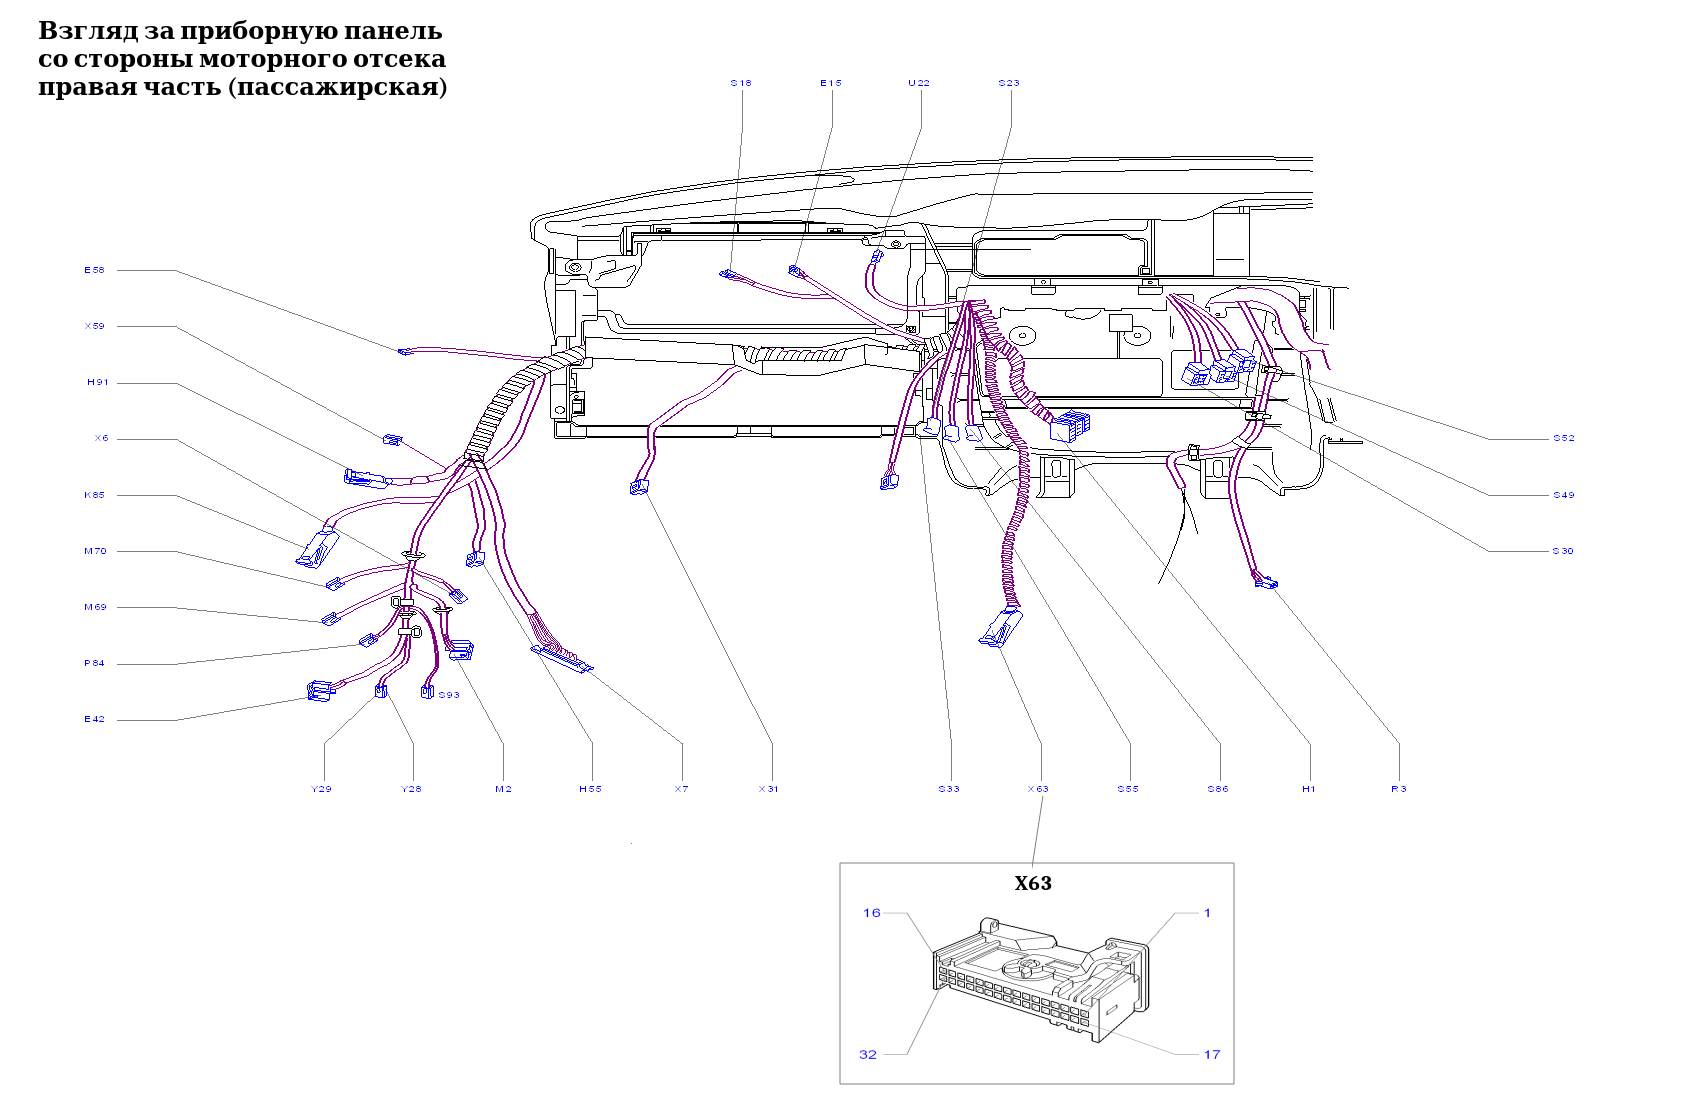 Взгляд за приборную панель
со стороны моторного отсека
правая часть (пассажирская)
S18 E15 U22 S23
E58
X59
H91
X6
K85
M70
M69
P84
E42
S93
S52
S49
S30
Y29 Y28 M2 H55 X7 X31 S33 X63 S55 S86 H1 R3
X63
16 1
32 17